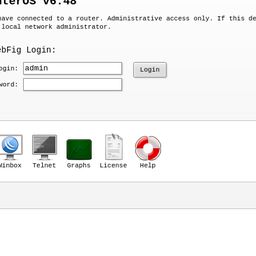 uterOS v6.48
have connected to a router. Administrative access only. If this de
local network administrator.
ebFig Login:
ogin: admin
Login
word:
Winbox Telnet Graphs License Help